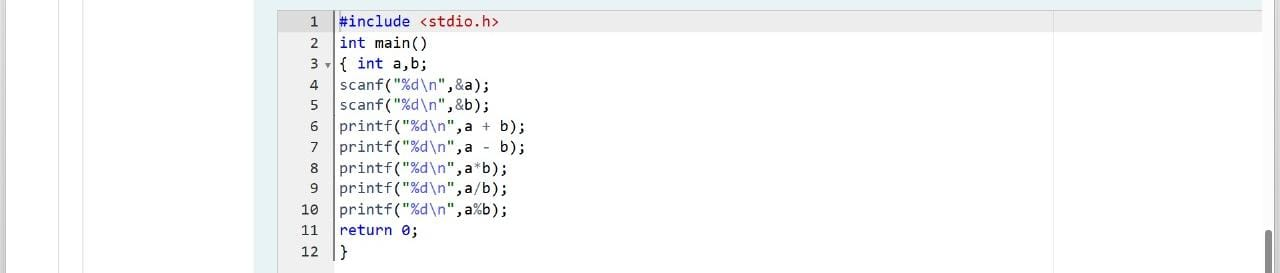 1 #include <stdio.h>
2 int main()
3 { int a,b;
4 scanf("%d\n",&a);
5 scanf("%d\n",&b);
6 printf("%d\n",a + b);
7 printf("%d\n",a - b);
8 printf("%d\n",a*b);
9 printf("%d\n",a/b);
10 printf("%d\n",a%b);
11 return 0;
12 }